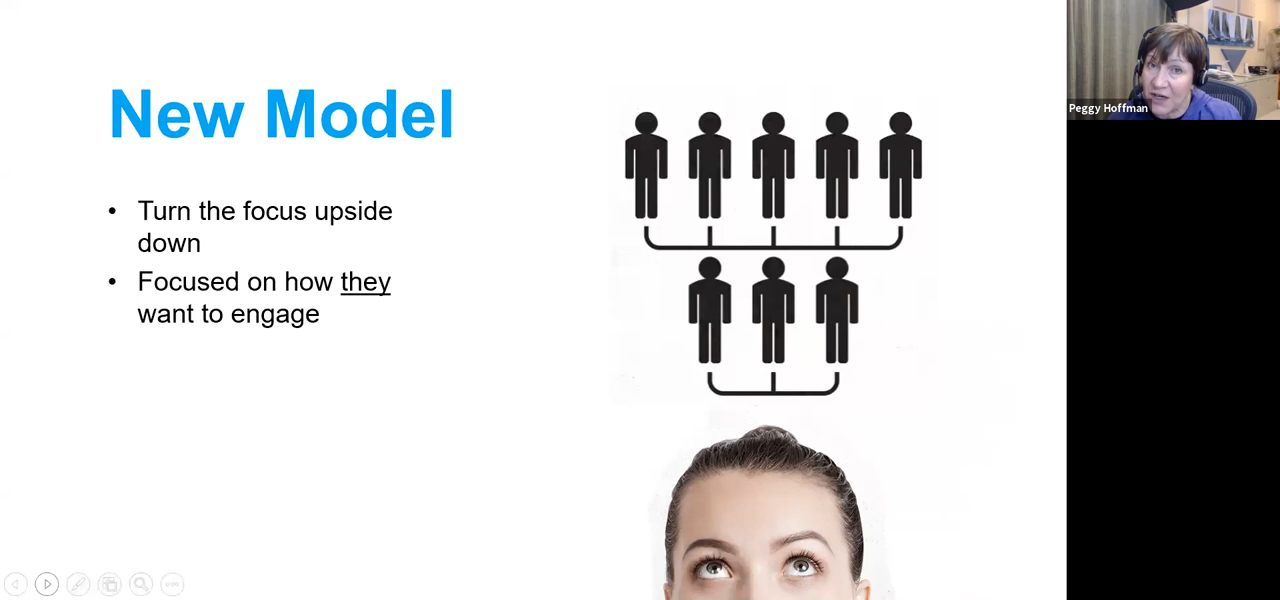 New Model
• Turn the focus upside
down
• Focused on how they
want to engage
Peggy Hoffman